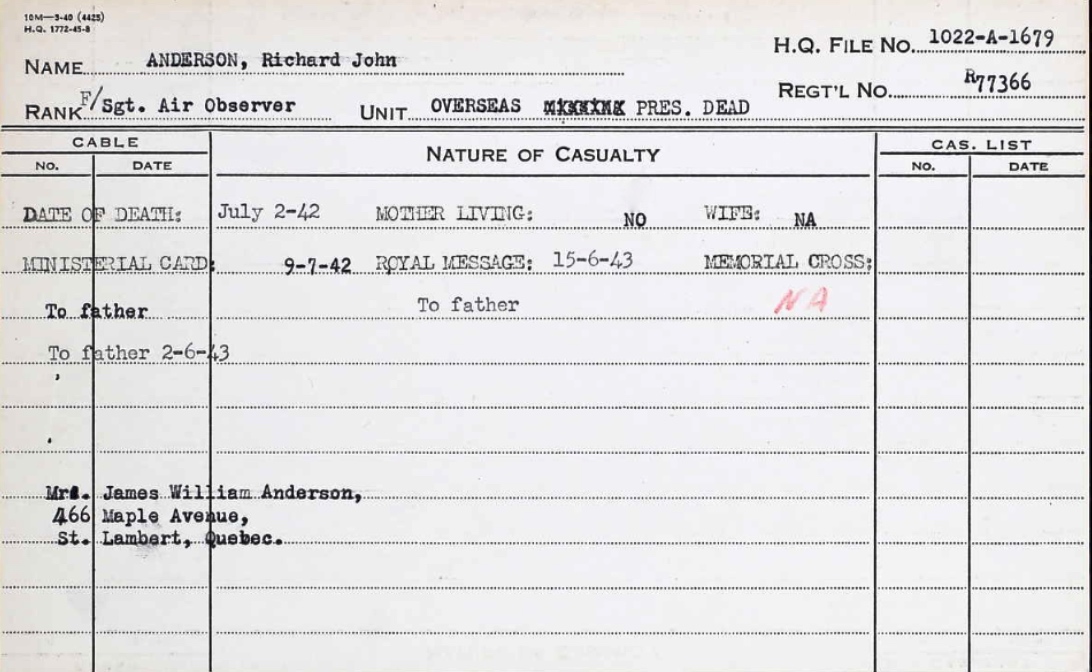 10M—3-40 (4425)
H.Q. 1772-45-8
H.Q. FILE NO. 1022-A-1679
NAME ANDERSON, Richard John
REGT'L NO. R77366
RANK F/Sgt. Air Observer UNIT OVERSEAS MISSING PRES. DEAD
CABLE NATURE OF CASUALTY CAS. LIST
NO. DATE NO. DATE
DATE OF DEATH: July 2-42 MOTHER LIVING: NO WIFE: NA
MINISTERIAL CARD: 9-7-42 ROYAL MESSAGE: 15-6-43 MEMORIAL CROSS:
To father To father NA
To father 2-6-43
James William Anderson,
466 Maple Avenue,
St. Lambert, Quebec.